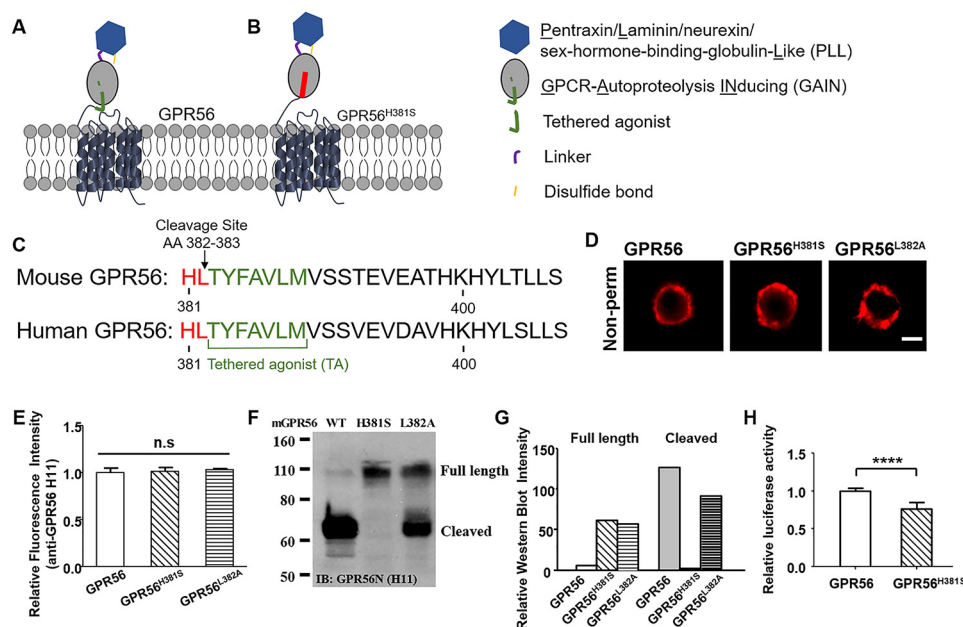 A
B
GPR56
GPR56H381S
Pentraxin/Laminin/neurexin/
sex-hormone-binding-globulin-Like (PLL)
GPCR-Autoproteolysis INducing (GAIN)
Tethered agonist
Linker
Disulfide bond
C
Cleavage Site
AA 382-383
Mouse GPR56: HLTYFAVLMVSSTEVEATHKHYLTLLS
381
400
Human GPR56: HLTYFAVLMVSSVEVDAVHKHYLSLLS
381
Tethered agonist (TA)
400
D
GPR56
GPR56H381S
GPR56L382A
Non-perm
E
Relative Fluorescence Intensity
(anti-GPR56 H11)
1.5
1.0
0.5
0.0
n.s
GPR56
GPR56H381S
GPR56L382A
F
mGPR56 WT H381S L382A
160
110
80
60
50
Full length
Cleaved
IB: GPR56N (H11)
G
Relative Western Blot Intensity
150
100
50
0
Full length
Cleaved
GPR56
GPR56H381S
GPR56L382A
GPR56
GPR56H381S
GPR56L382A
H
Relative luciferase activity
1.5
1.0
0.5
0.0
****
GPR56
GPR56H381S